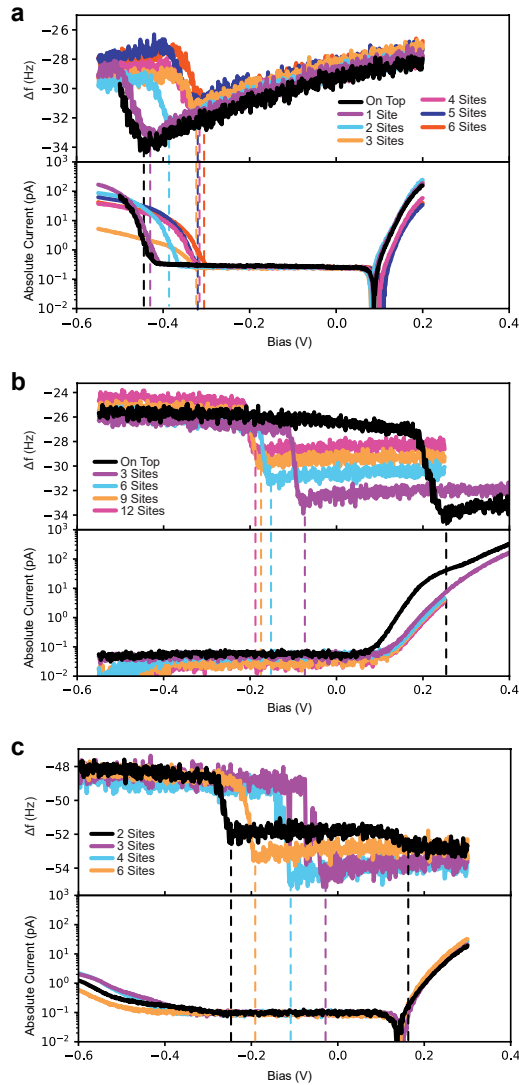 a
−26
−28
−30
−32
−34
Δf (Hz)
On Top
1 Site
2 Sites
3 Sites
4 Sites
5 Sites
6 Sites
10³
10²
10¹
10⁰
10⁻¹
10⁻²
Absolute Current (pA)
−0.6 −0.4 −0.2 0.0 0.2 0.4
Bias (V)
b
−24
−26
−28
−30
−32
−34
Δf (Hz)
On Top
3 Sites
6 Sites
9 Sites
12 Sites
10³
10²
10¹
10⁰
10⁻¹
10⁻²
Absolute Current (pA)
−0.6 −0.4 −0.2 0.0 0.2 0.4
Bias (V)
c
−48
−50
−52
−54
Δf (Hz)
2 Sites
3 Sites
4 Sites
6 Sites
10³
10²
10¹
10⁰
10⁻¹
10⁻²
Absolute Current (pA)
−0.6 −0.4 −0.2 0.0 0.2 0.4
Bias (V)